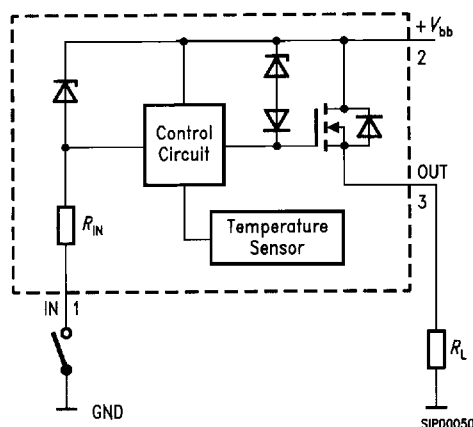 + V_bb
2
Control
Circuit
OUT
3
R_IN
Temperature
Sensor
IN 1
R_L
GND
SIP00050